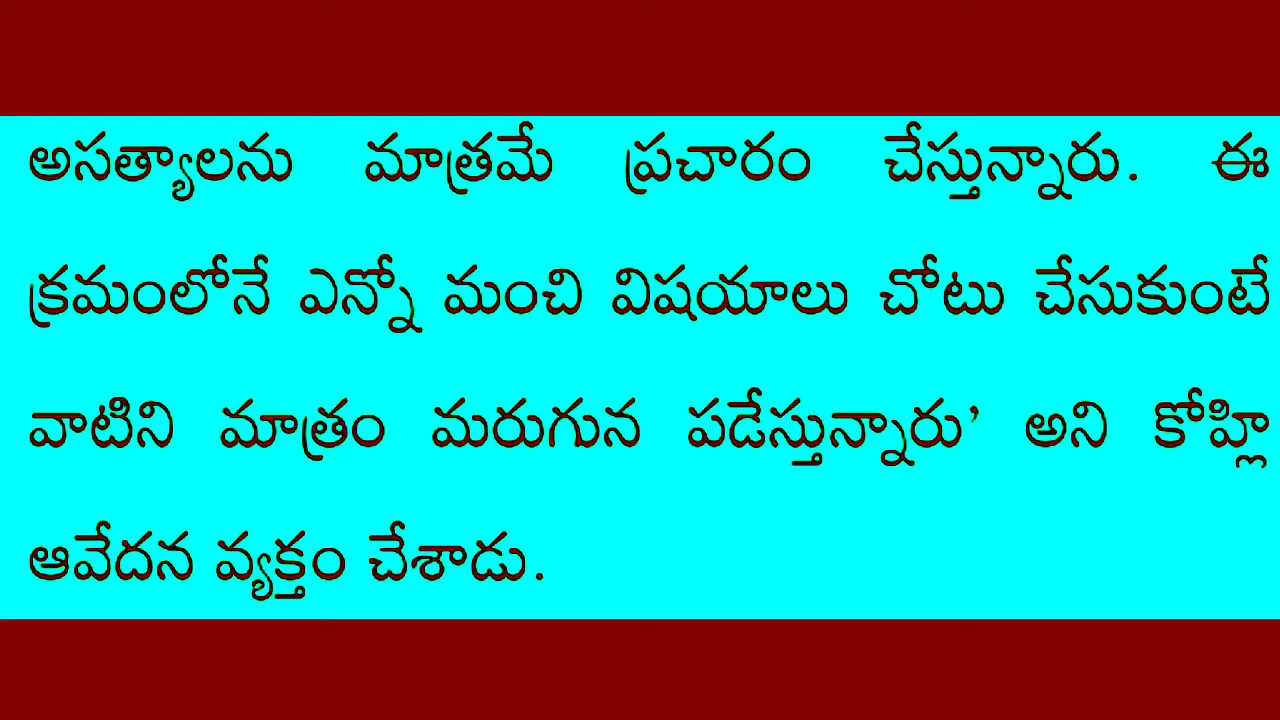 అసత్యాలను మాత్రమే ప్రచారం చేస్తున్నారు. ఈ
క్రమంలోనే ఎన్నో మంచి విషయాలు చోటు చేసుకుంటే
వాటిని మాత్రం మరుగున పడేస్తున్నారు’ అని కోహ్లి
ఆవేదన వ్యక్తం చేశాడు.